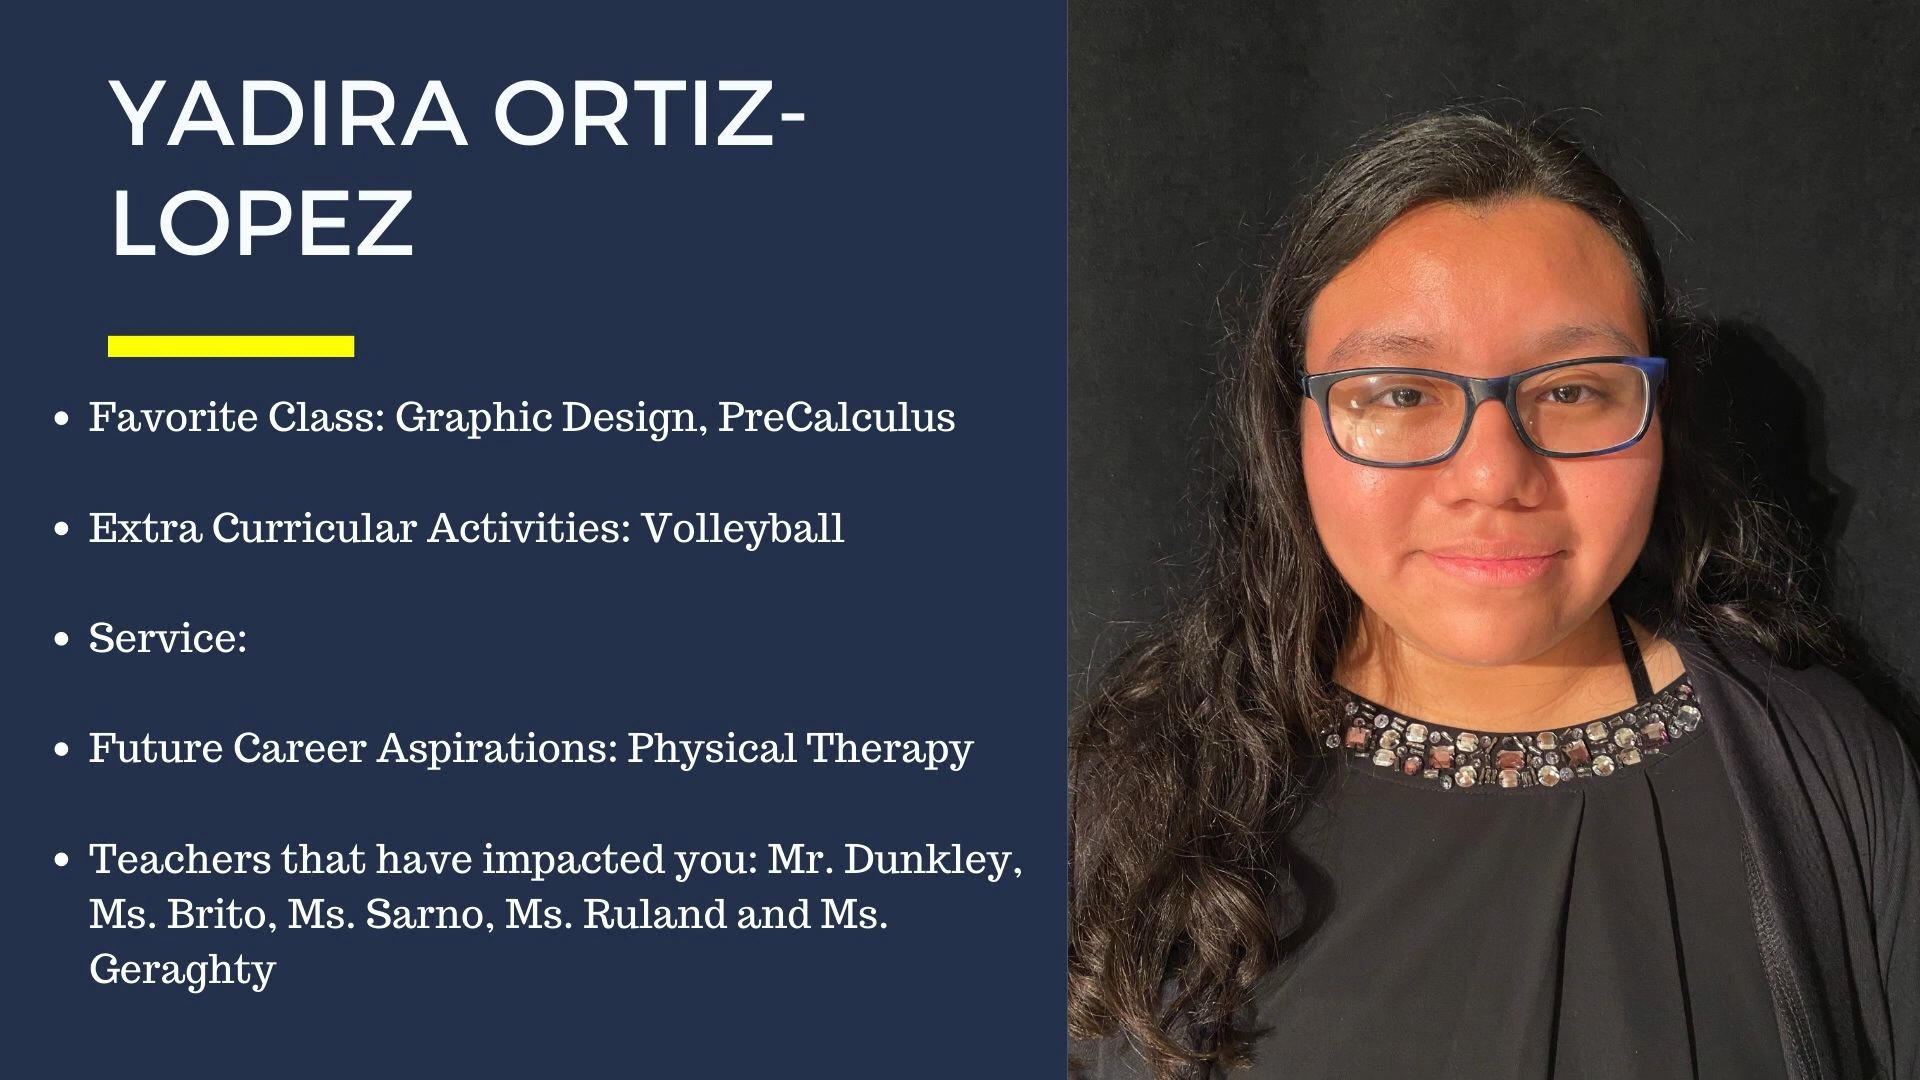 YADIRA ORTIZ-
LOPEZ
• Favorite Class: Graphic Design, PreCalculus
• Extra Curricular Activities: Volleyball
• Service:
• Future Career Aspirations: Physical Therapy
• Teachers that have impacted you: Mr. Dunkley,
Ms. Brito, Ms. Sarno, Ms. Ruland and Ms.
Geraghty